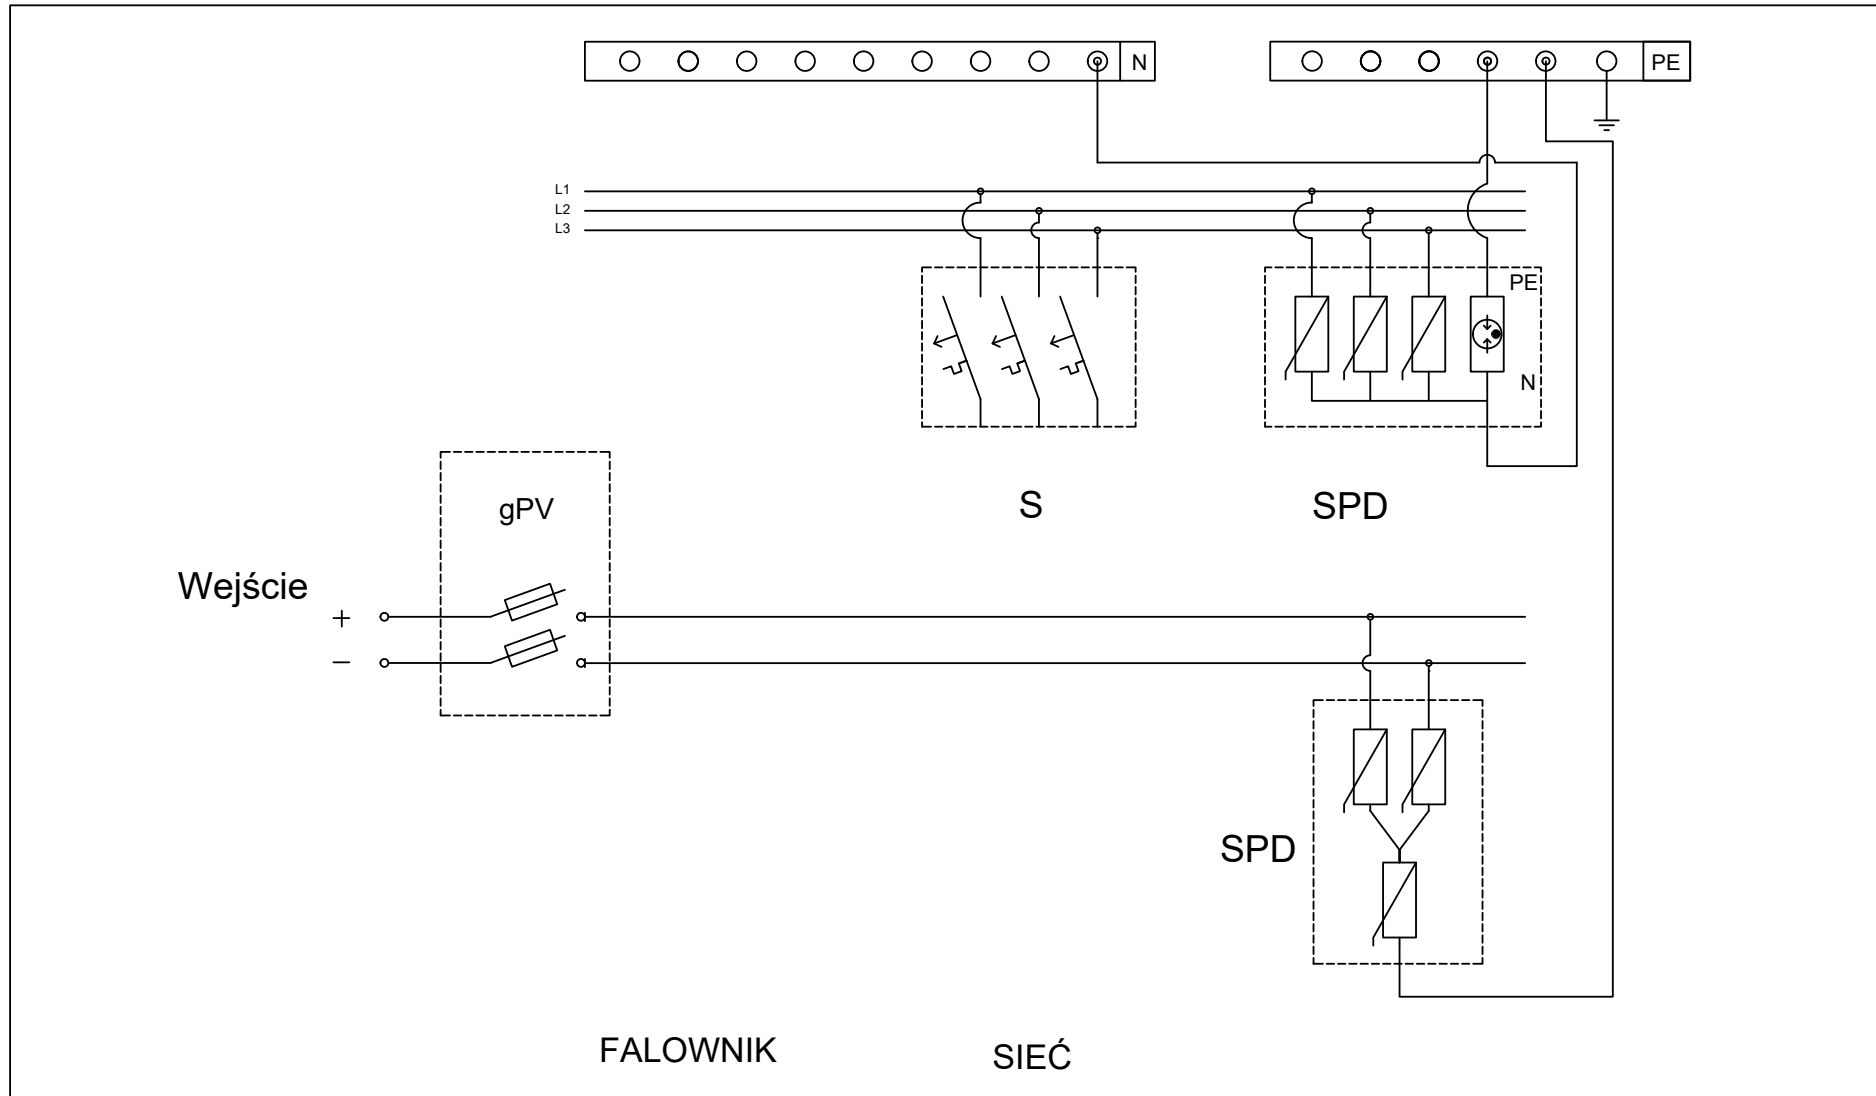 N
PE
L1
L2
L3
PE
N
S
SPD
gPV
Wejście
+
−
SPD
FALOWNIK
SIEĆ